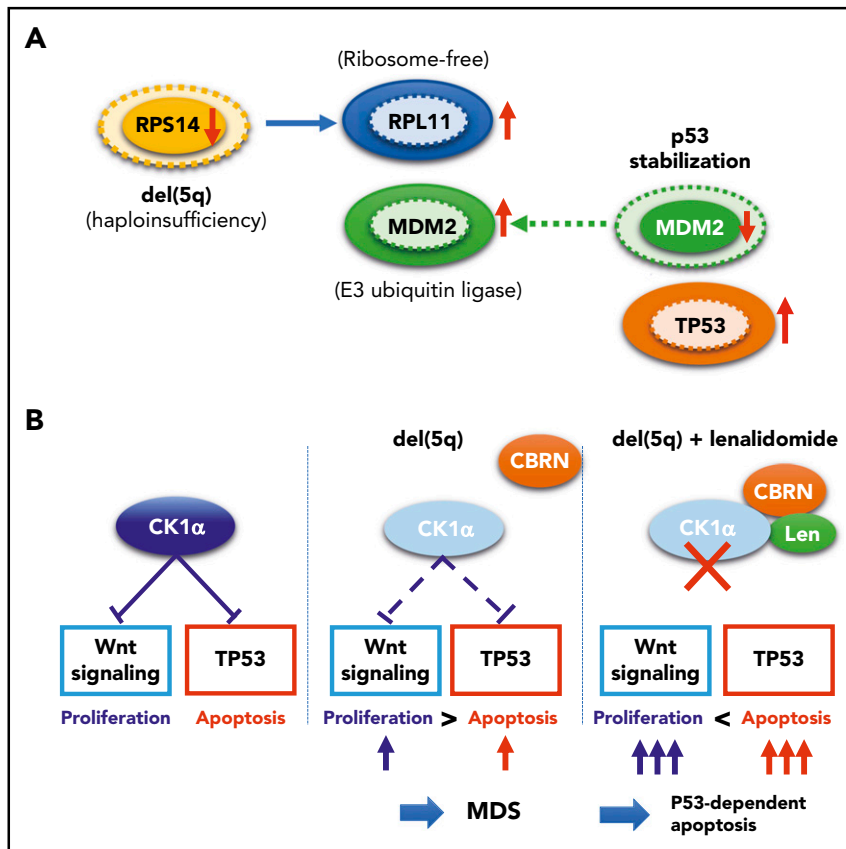 A
(Ribosome-free)
RPS14
RPL11
del(5q)
(haploinsufficiency)
p53
stabilization
MDM2
MDM2
(E3 ubiquitin ligase)
TP53
B
del(5q)
del(5q) + lenalidomide
CBRN
CBRN
CK1α
CK1α
CK1α
Len
Wnt
signaling
TP53
Wnt
signaling
TP53
Wnt
signaling
TP53
Proliferation
Apoptosis
Proliferation > Apoptosis
Proliferation < Apoptosis
MDS
P53-dependent
apoptosis